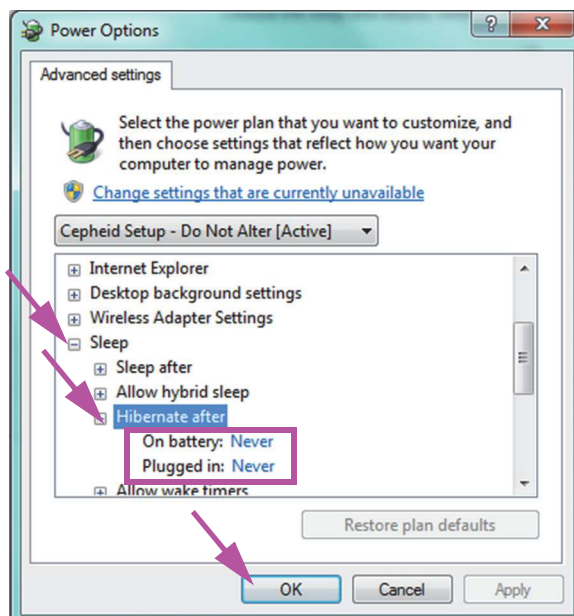 Power Options
Advanced settings
Select the power plan that you want to customize, and
then choose settings that reflect how you want your
computer to manage power.
Change settings that are currently unavailable
Cepheid Setup - Do Not Alter [Active]
Internet Explorer
Desktop background settings
Wireless Adapter Settings
Sleep
Sleep after
Allow hybrid sleep
Hibernate after
On battery: Never
Plugged in: Never
Allow wake timers
Restore plan defaults
OK Cancel Apply